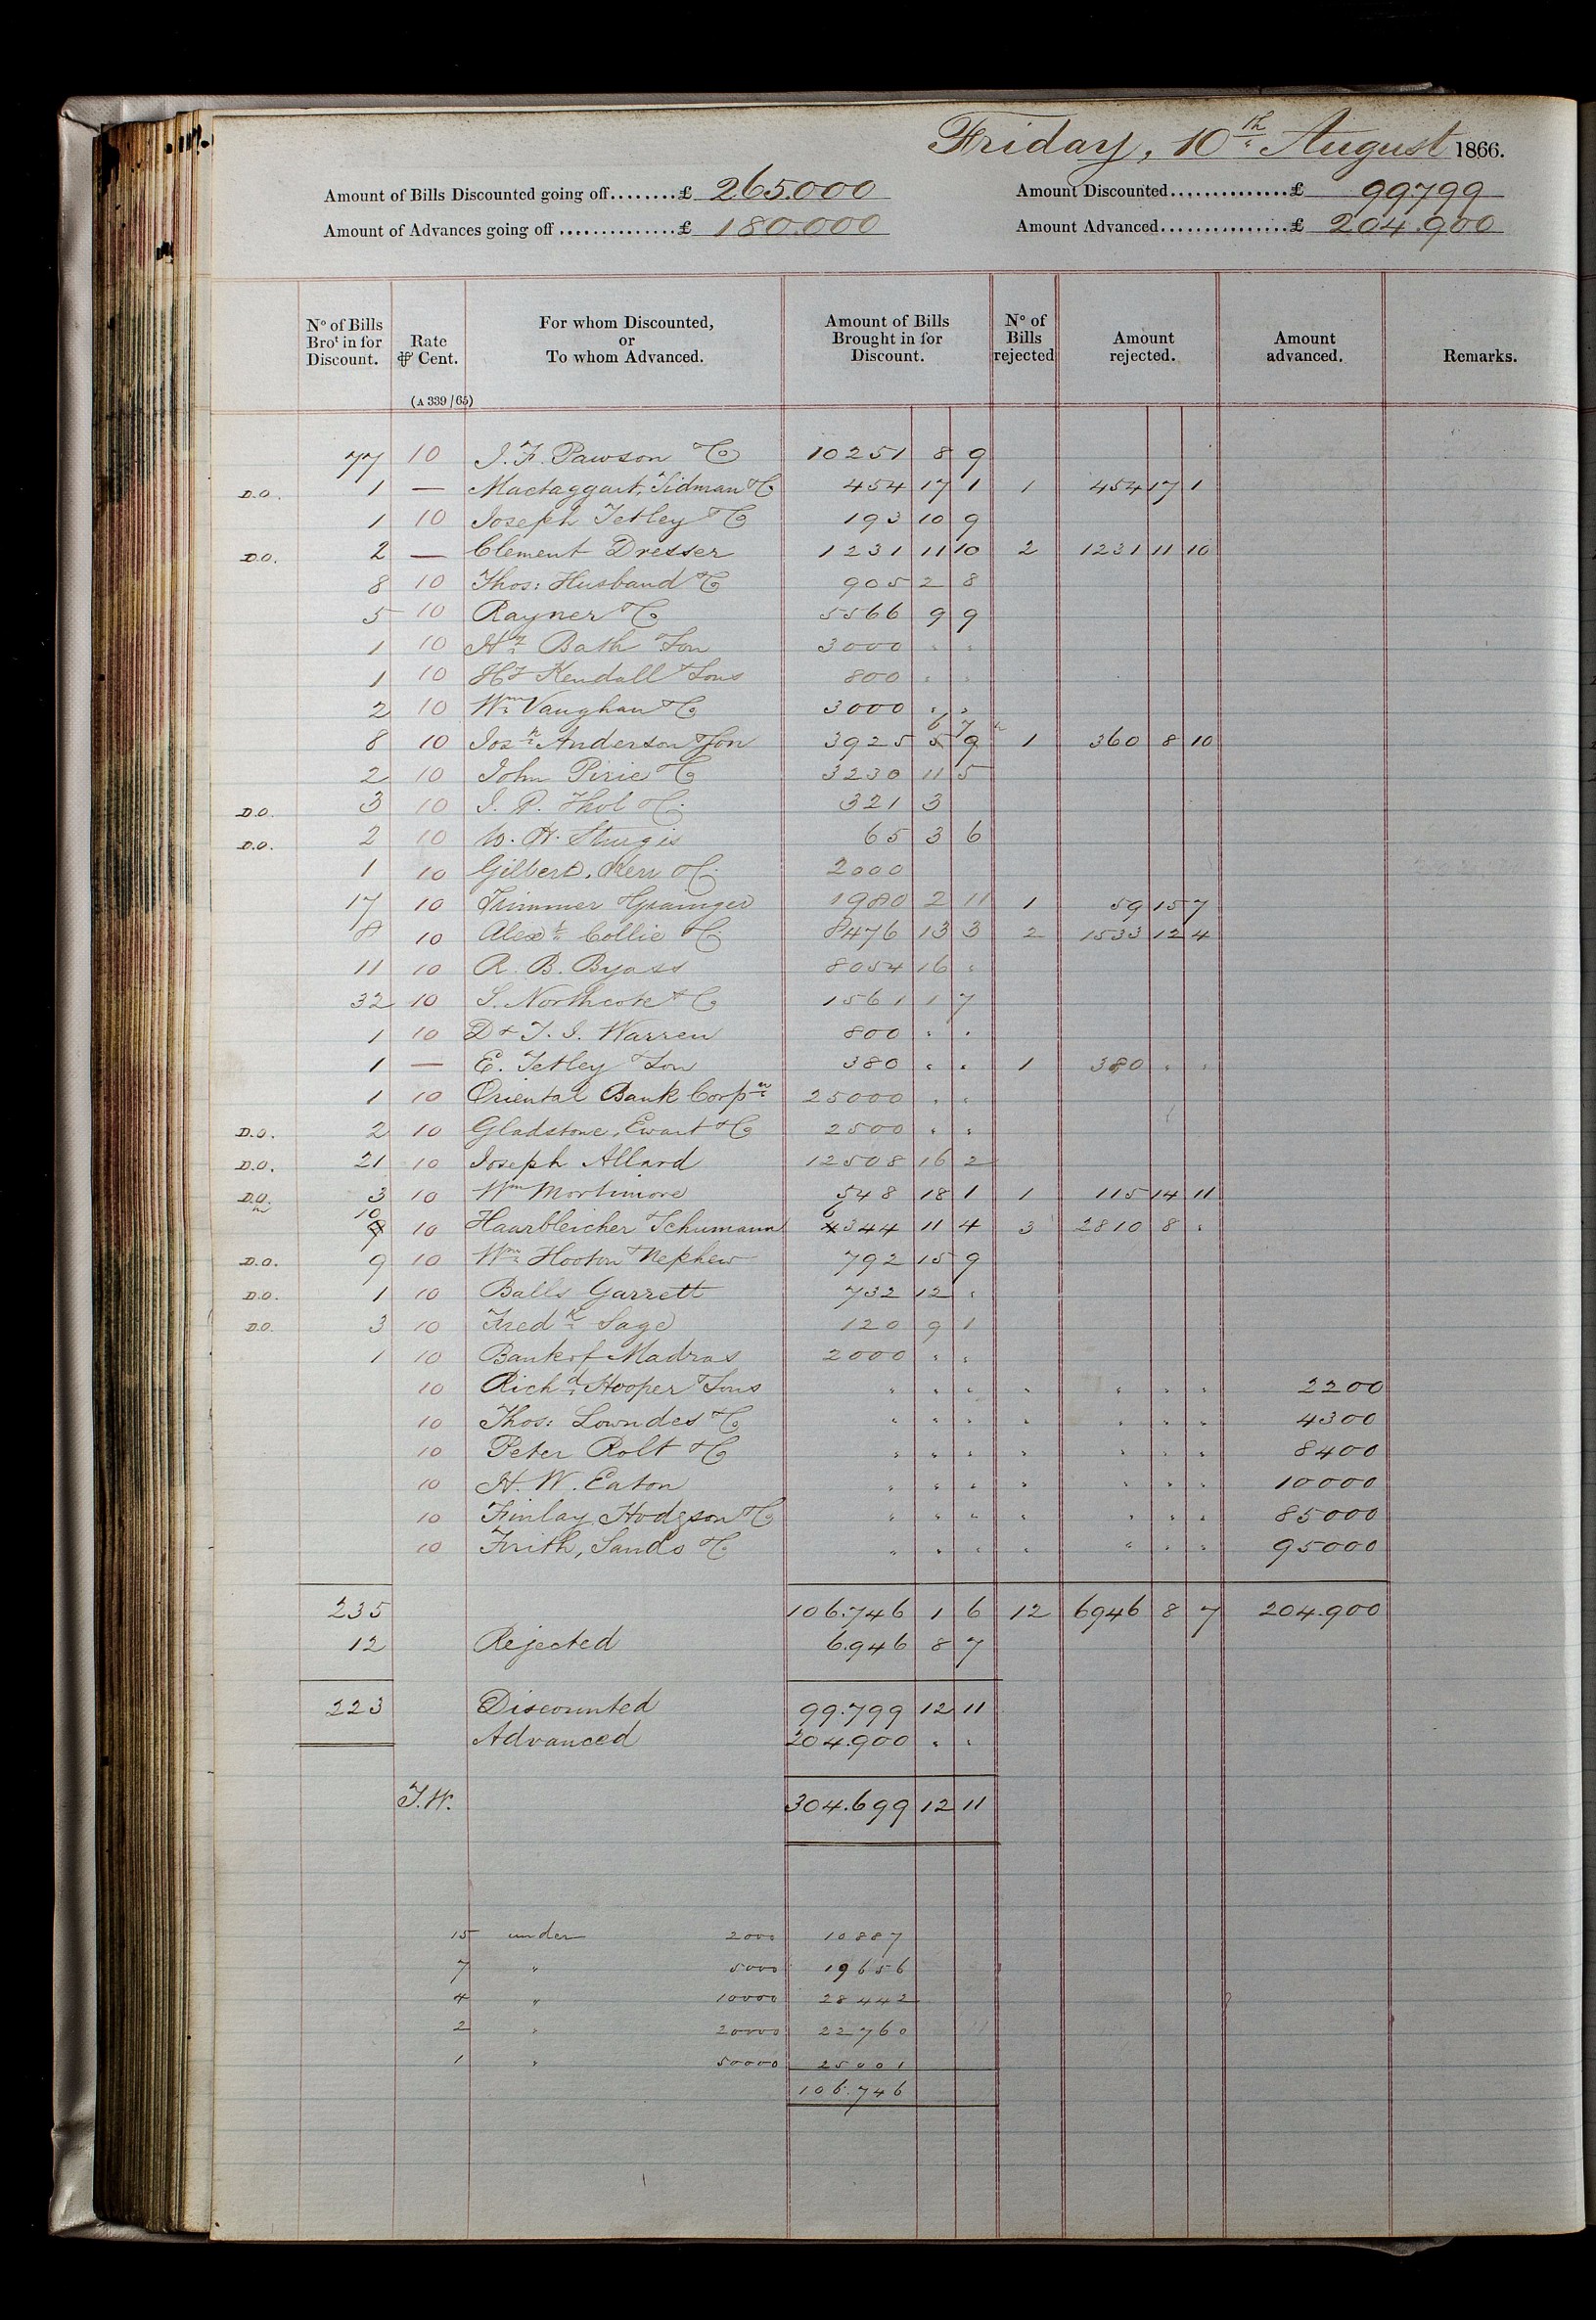 Friday, 10th August 1866.
Amount of Bills Discounted going off........£ 265.000 Amount Discounted..............£ 99.799
Amount of Advances going off..............£ 180.000 Amount Advanced...............£ 204.900
No of Bills Brot in for Discount. Rate ⅌ Cent. For whom Discounted, or To whom Advanced. Amount of Bills Brought in for Discount. No of Bills rejected Amount rejected. Amount advanced. Remarks.
(A 339/65)
77 10 J. F. Pawson & Co 10251 8 9
D.O. 1 — Mactaggart, Tidman & Co 454 17 1 1 454 17 1
1 10 Joseph Tetley & Co 193 10 9
D.O. 2 — Clement Dresser 1231 11 10 2 1231 11 10
8 10 Thos: Husband & Co 905 2 8
5 10 Rayner & Co 5566 9 9
1 10 Hy Bath & Son 3000 " "
1 10 Hy Kendall & Sons 800 " "
2 10 Wm Vaughan & Co 3000 " "
8 10 Josh Anderson & Son 3925 5 6 9 7 1 360 8 10
2 10 John Pirie & Co 3230 11 5
D.O. 3 10 J. P. Thol & Co 321 3
D.O. 2 10 W. H. Sturgis 65 3 6
1 10 Gilbert, Kerr & Co 2000
17 10 Trimmer & Grainger 1980 2 11 1 59 15 7
8 10 Alexr Collie & Co 8476 13 3 2 1533 12 4
11 10 R. B. Byass 8054 16 "
32 10 S. Northcote & Co 1561 1 7
1 10 D & T. J. Warren 800 " "
1 — E. Tetley & Son 380 " " 1 380 " "
1 10 Oriental Bank Corpn 25000 " "
D.O. 2 10 Gladstone, Ewart & Co 2500 " "
D.O. 21 10 Joseph Allard 12508 16 2
D.O. 3 10 Wm Mortimore 548 18 1 1 115 14 11
10 10 Haarbleicher & Schumann 6344 11 4 3 2810 8 "
D.O. 9 10 Wm Hooton & Nephew 792 15 9
D.O. 1 10 Balls & Garrett 732 12 "
D.O. 3 10 Fredk Sage 120 9 1
1 10 Bank of Madras 2000 " "
10 Richd Hooper & Sons " " " " " " " 2200
10 Thos: Lowndes & Co " " " " " " " 4300
10 Peter Rolt & Co " " " " " " " 8400
10 H. W. Eaton " " " " " " " 10000
10 Finlay, Hodgson & Co " " " " " " " 85000
10 Frith, Sands & Co " " " " " " " 95000
235 106.746 1 6 12 6946 8 7 204.900
12 Rejected 6.946 8 7
223 Discounted 99.799 12 11
Advanced 204.900 " "
T.W. 304.699 12 11
15 under 2000 10887
7 " 5000 19656
4 " 10000 28442
2 " 20000 22760
1 " 50000 25001
106.746